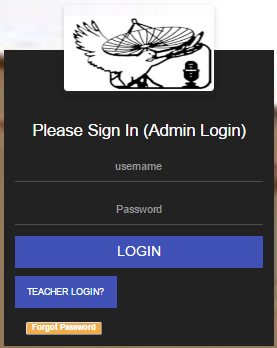 Please Sign In (Admin Login)
username
Password
LOGIN
TEACHER LOGIN?
Forgot Password